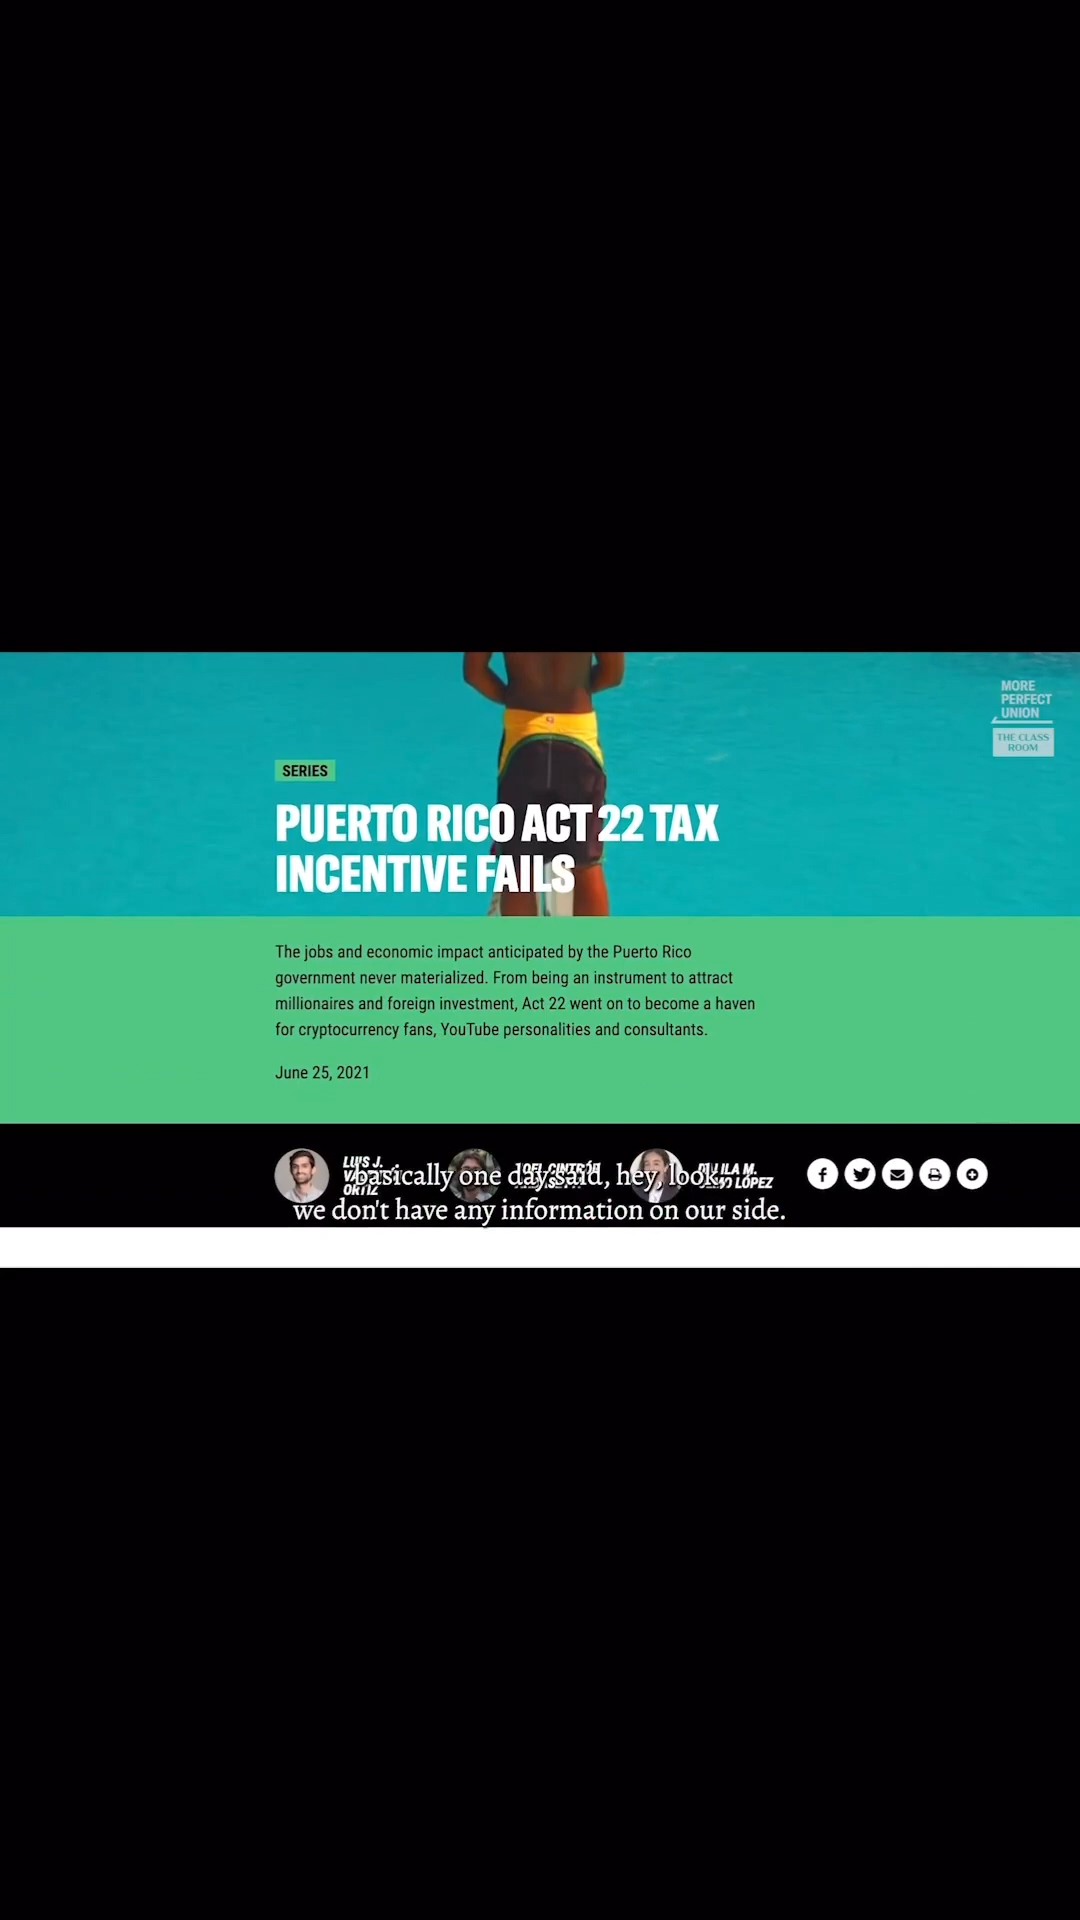 MORE
PERFECT
UNION
THE CLASS
ROOM
SERIES
PUERTO RICO ACT 22 TAX
INCENTIVE FAILS
The jobs and economic impact anticipated by the Puerto Rico
government never materialized. From being an instrument to attract
millionaires and foreign investment, Act 22 went on to become a haven
for cryptocurrency fans, YouTube personalities and consultants.
June 25, 2021
LUIS J.
ORTIZ
LÓPEZ
basically one day said, hey, look,
we don't have any information on our side.